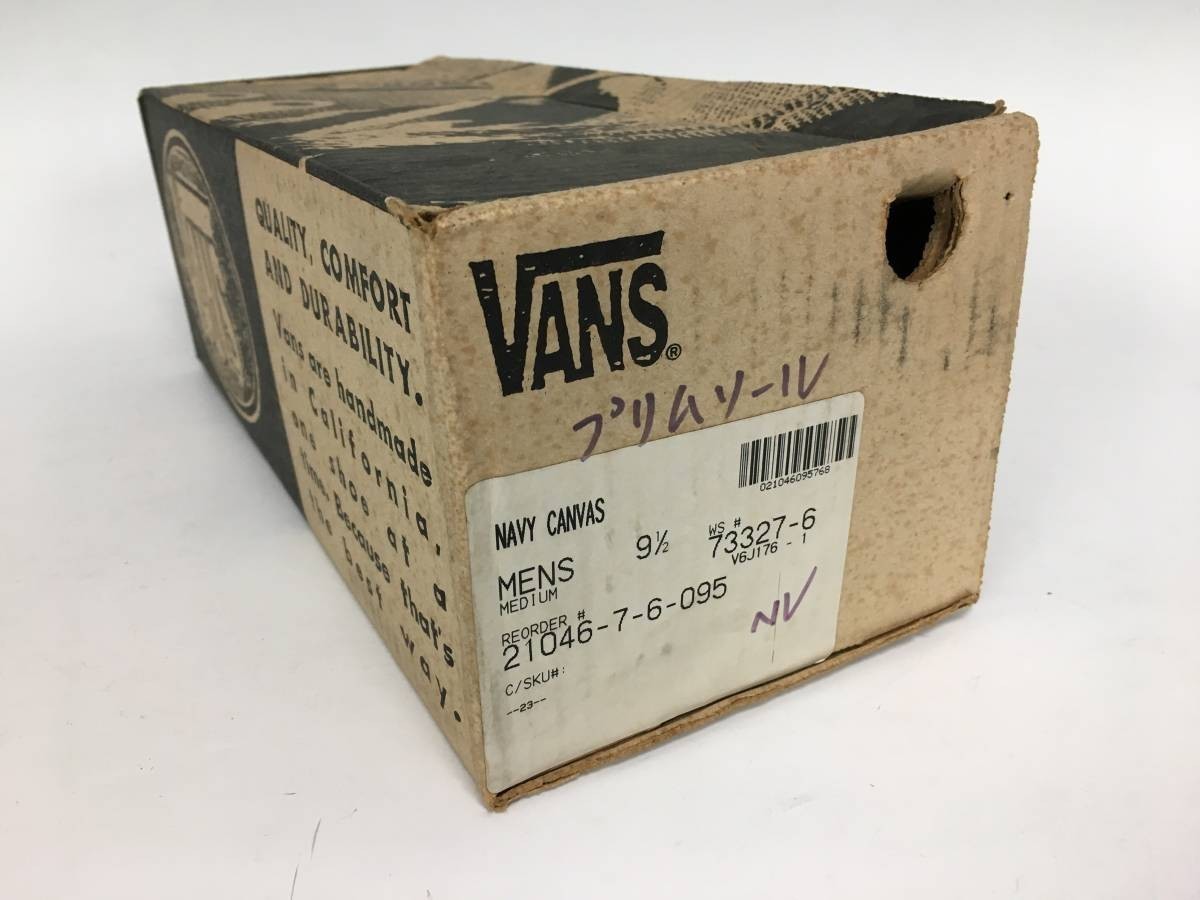 QUALITY, COMFORT
AND DURABILITY.
Vans are handmade
in California,
one shoe at a
time. Because that's
the best way.
VANS®
プリムソール
021046095768
NAVY CANVAS
MENS 9½ WS # 73327-6
MEDIUM V6J176 - 1
REORDER #
21046-7-6-095
NV
C/SKU#:
--23--